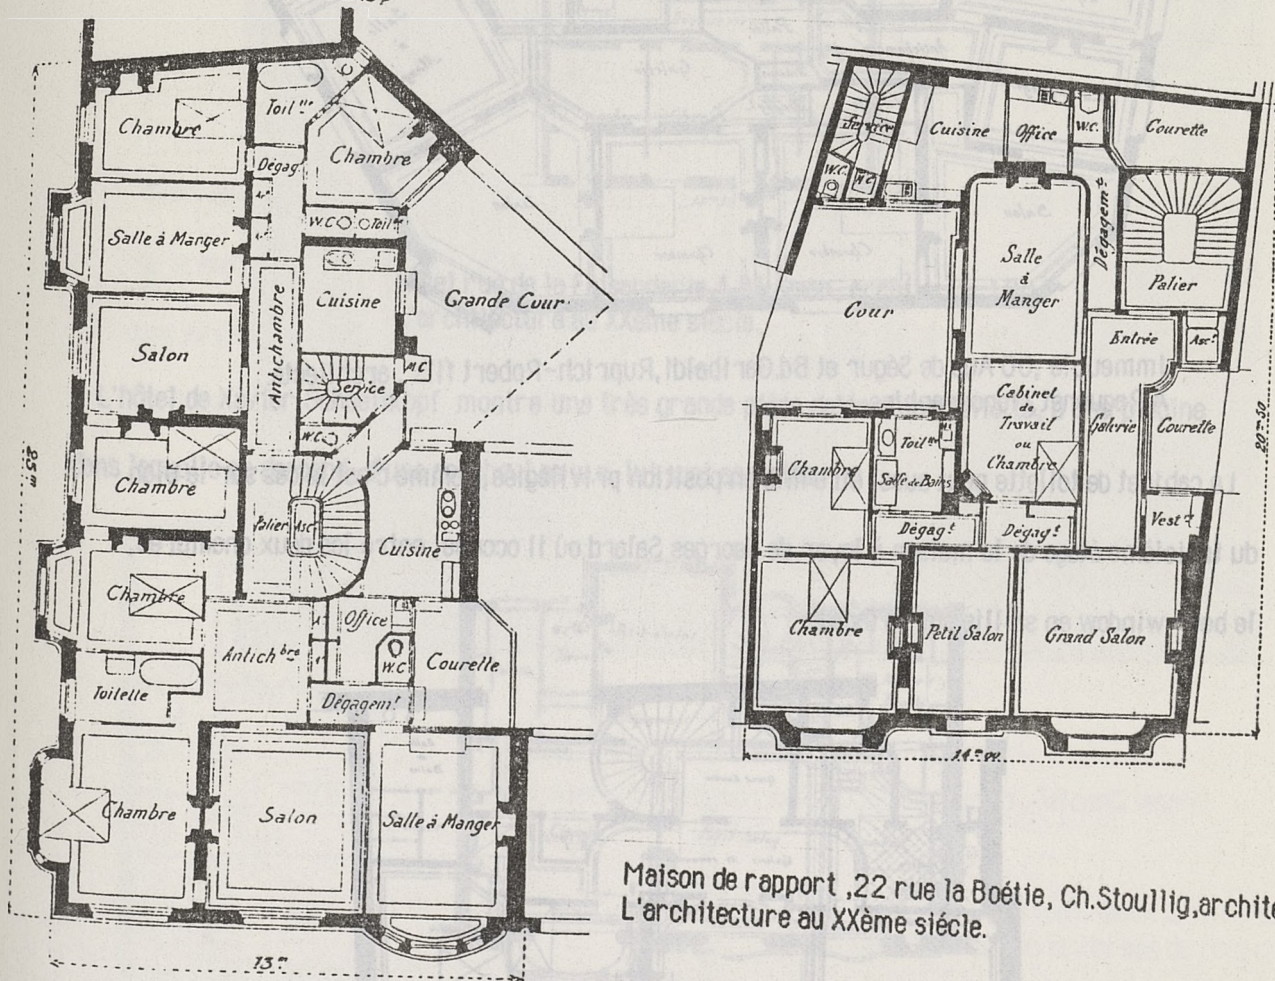 Chambre
Toil.tte
Chambre
Dégag.
Salle à Manger
W.C.
Toil.tte
Cuisine
Grande Cour
Antichambre
Salon
Service
W.C.
W.C.
Chambre
Palier
Asc.
Cuisine
Chambre
Office
Antich.bre
W.C.
Courette
Toilette
Dégagem.t
Chambre
Salon
Salle à Manger
25.m
13.m
Service
Cuisine
Office
W.C.
Courette
W.C.
W.C.
Dégagem.t
Salle
à
Manger
Palier
Cour
Entrée
Asc.r
Cabinet
de
Travail
ou
Chambre
Galerie
Courette
Chambre
Toil.tte
Salle de Bains
Dégag.t
Dégag.t
Vest.re
Chambre
Petit Salon
Grand Salon
20.m50
Maison de rapport ,22 rue la Boétie, Ch.Stoullig,archite
L'architecture au XXème siécle.